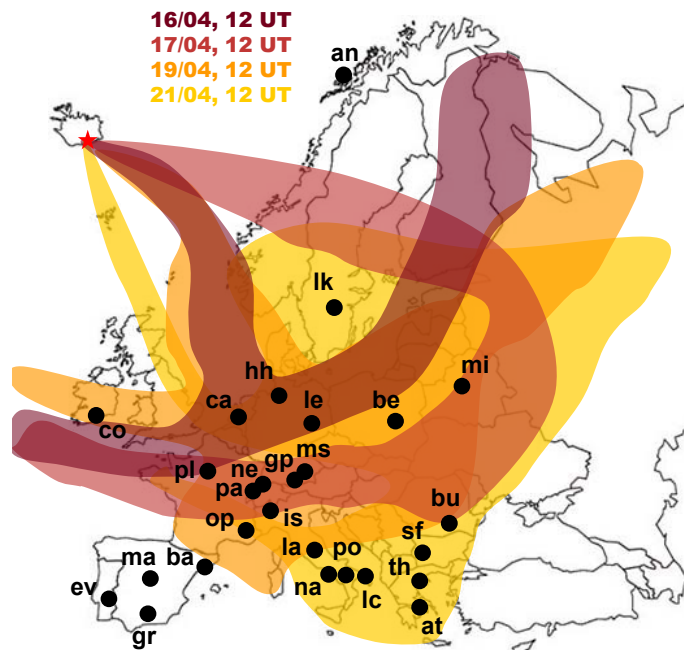 16/04, 12 UT
17/04, 12 UT
19/04, 12 UT
21/04, 12 UT
an
lk
hh
mi
ca
le
be
co
ms
gp
pl
ne
pa
bu
op
is
sf
la
po
ma
ba
th
ev
na
lc
gr
at